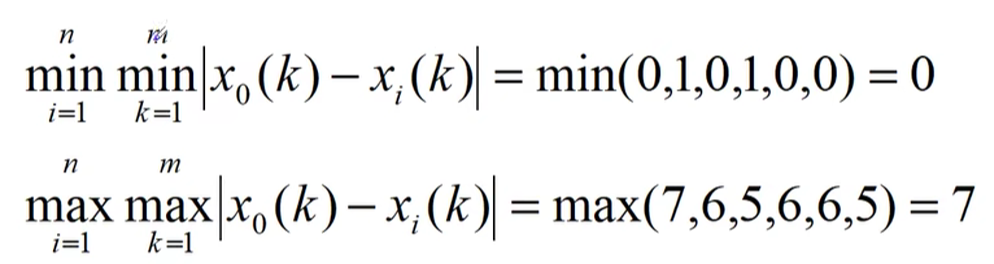 n m
min min|x₀(k) − xᵢ(k)| = min(0,1,0,1,0,0) = 0
i=1 k=1
n m
max max|x₀(k) − xᵢ(k)| = max(7,6,5,6,6,5) = 7
i=1 k=1